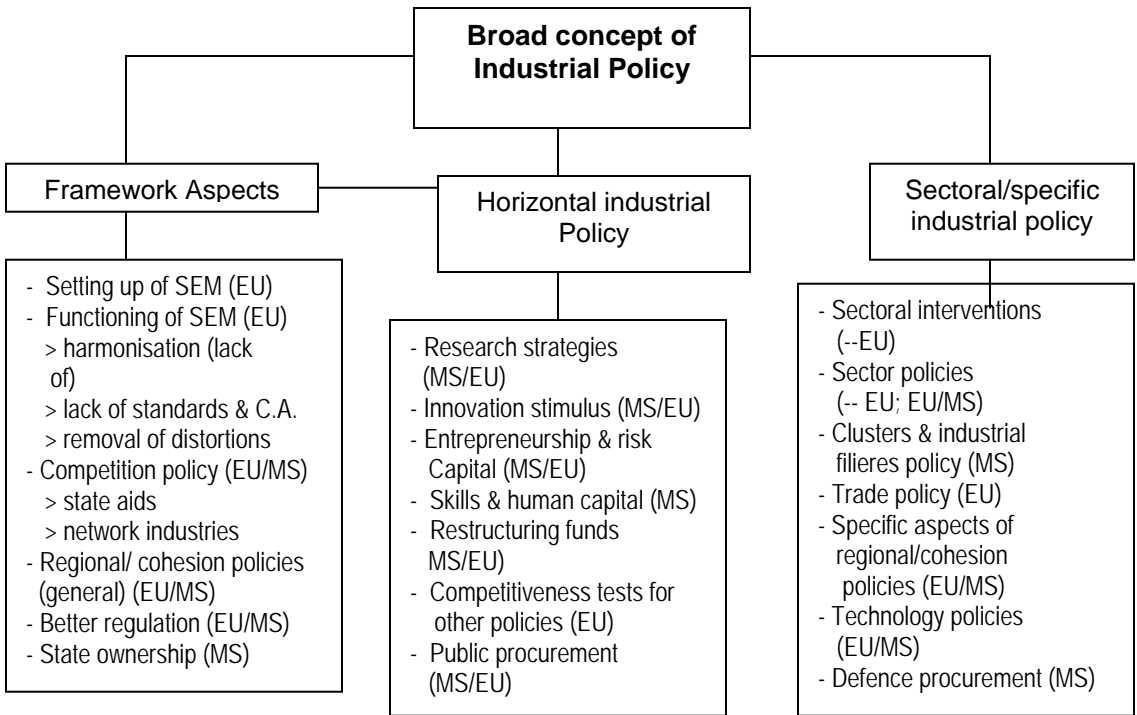 Broad concept of
Industrial Policy
Framework Aspects
Horizontal industrial
Policy
Sectoral/specific
industrial policy
- Setting up of SEM (EU)
- Functioning of SEM (EU)
> harmonisation (lack
of)
> lack of standards & C.A.
> removal of distortions
- Competition policy (EU/MS)
> state aids
> network industries
- Regional/ cohesion policies
(general) (EU/MS)
- Better regulation (EU/MS)
- State ownership (MS)
- Research strategies
(MS/EU)
- Innovation stimulus (MS/EU)
- Entrepreneurship & risk
Capital (MS/EU)
- Skills & human capital (MS)
- Restructuring funds
MS/EU)
- Competitiveness tests for
other policies (EU)
- Public procurement
(MS/EU)
- Sectoral interventions
(--EU)
- Sector policies
(-- EU; EU/MS)
- Clusters & industrial
filieres policy (MS)
- Trade policy (EU)
- Specific aspects of
regional/cohesion
policies (EU/MS)
- Technology policies
(EU/MS)
- Defence procurement (MS)